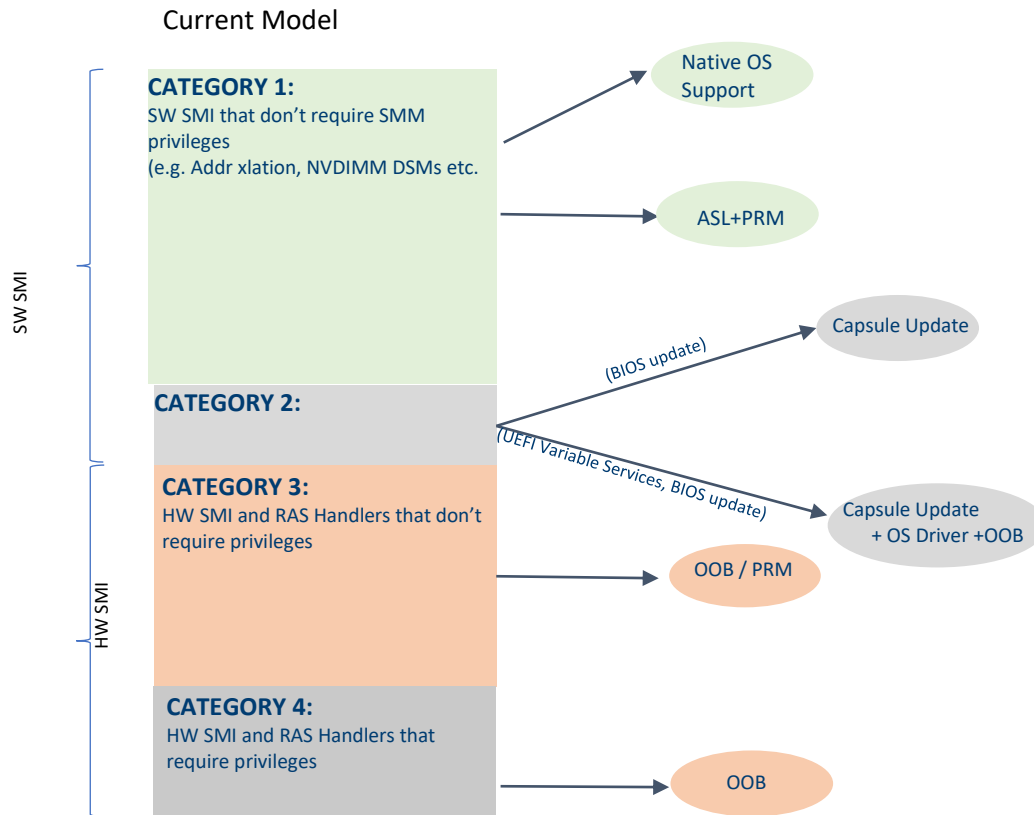 Current Model
SW SMI
CATEGORY 1:
SW SMI that don't require SMM
privileges
(e.g. Addr xlation, NVDIMM DSMs etc.
Native OS
Support
ASL+PRM
CATEGORY 2:
(BIOS update)
Capsule Update
(UEFI Variable Services, BIOS update)
Capsule Update
+ OS Driver +OOB
HW SMI
CATEGORY 3:
HW SMI and RAS Handlers that don't
require privileges
OOB / PRM
CATEGORY 4:
HW SMI and RAS Handlers that
require privileges
OOB